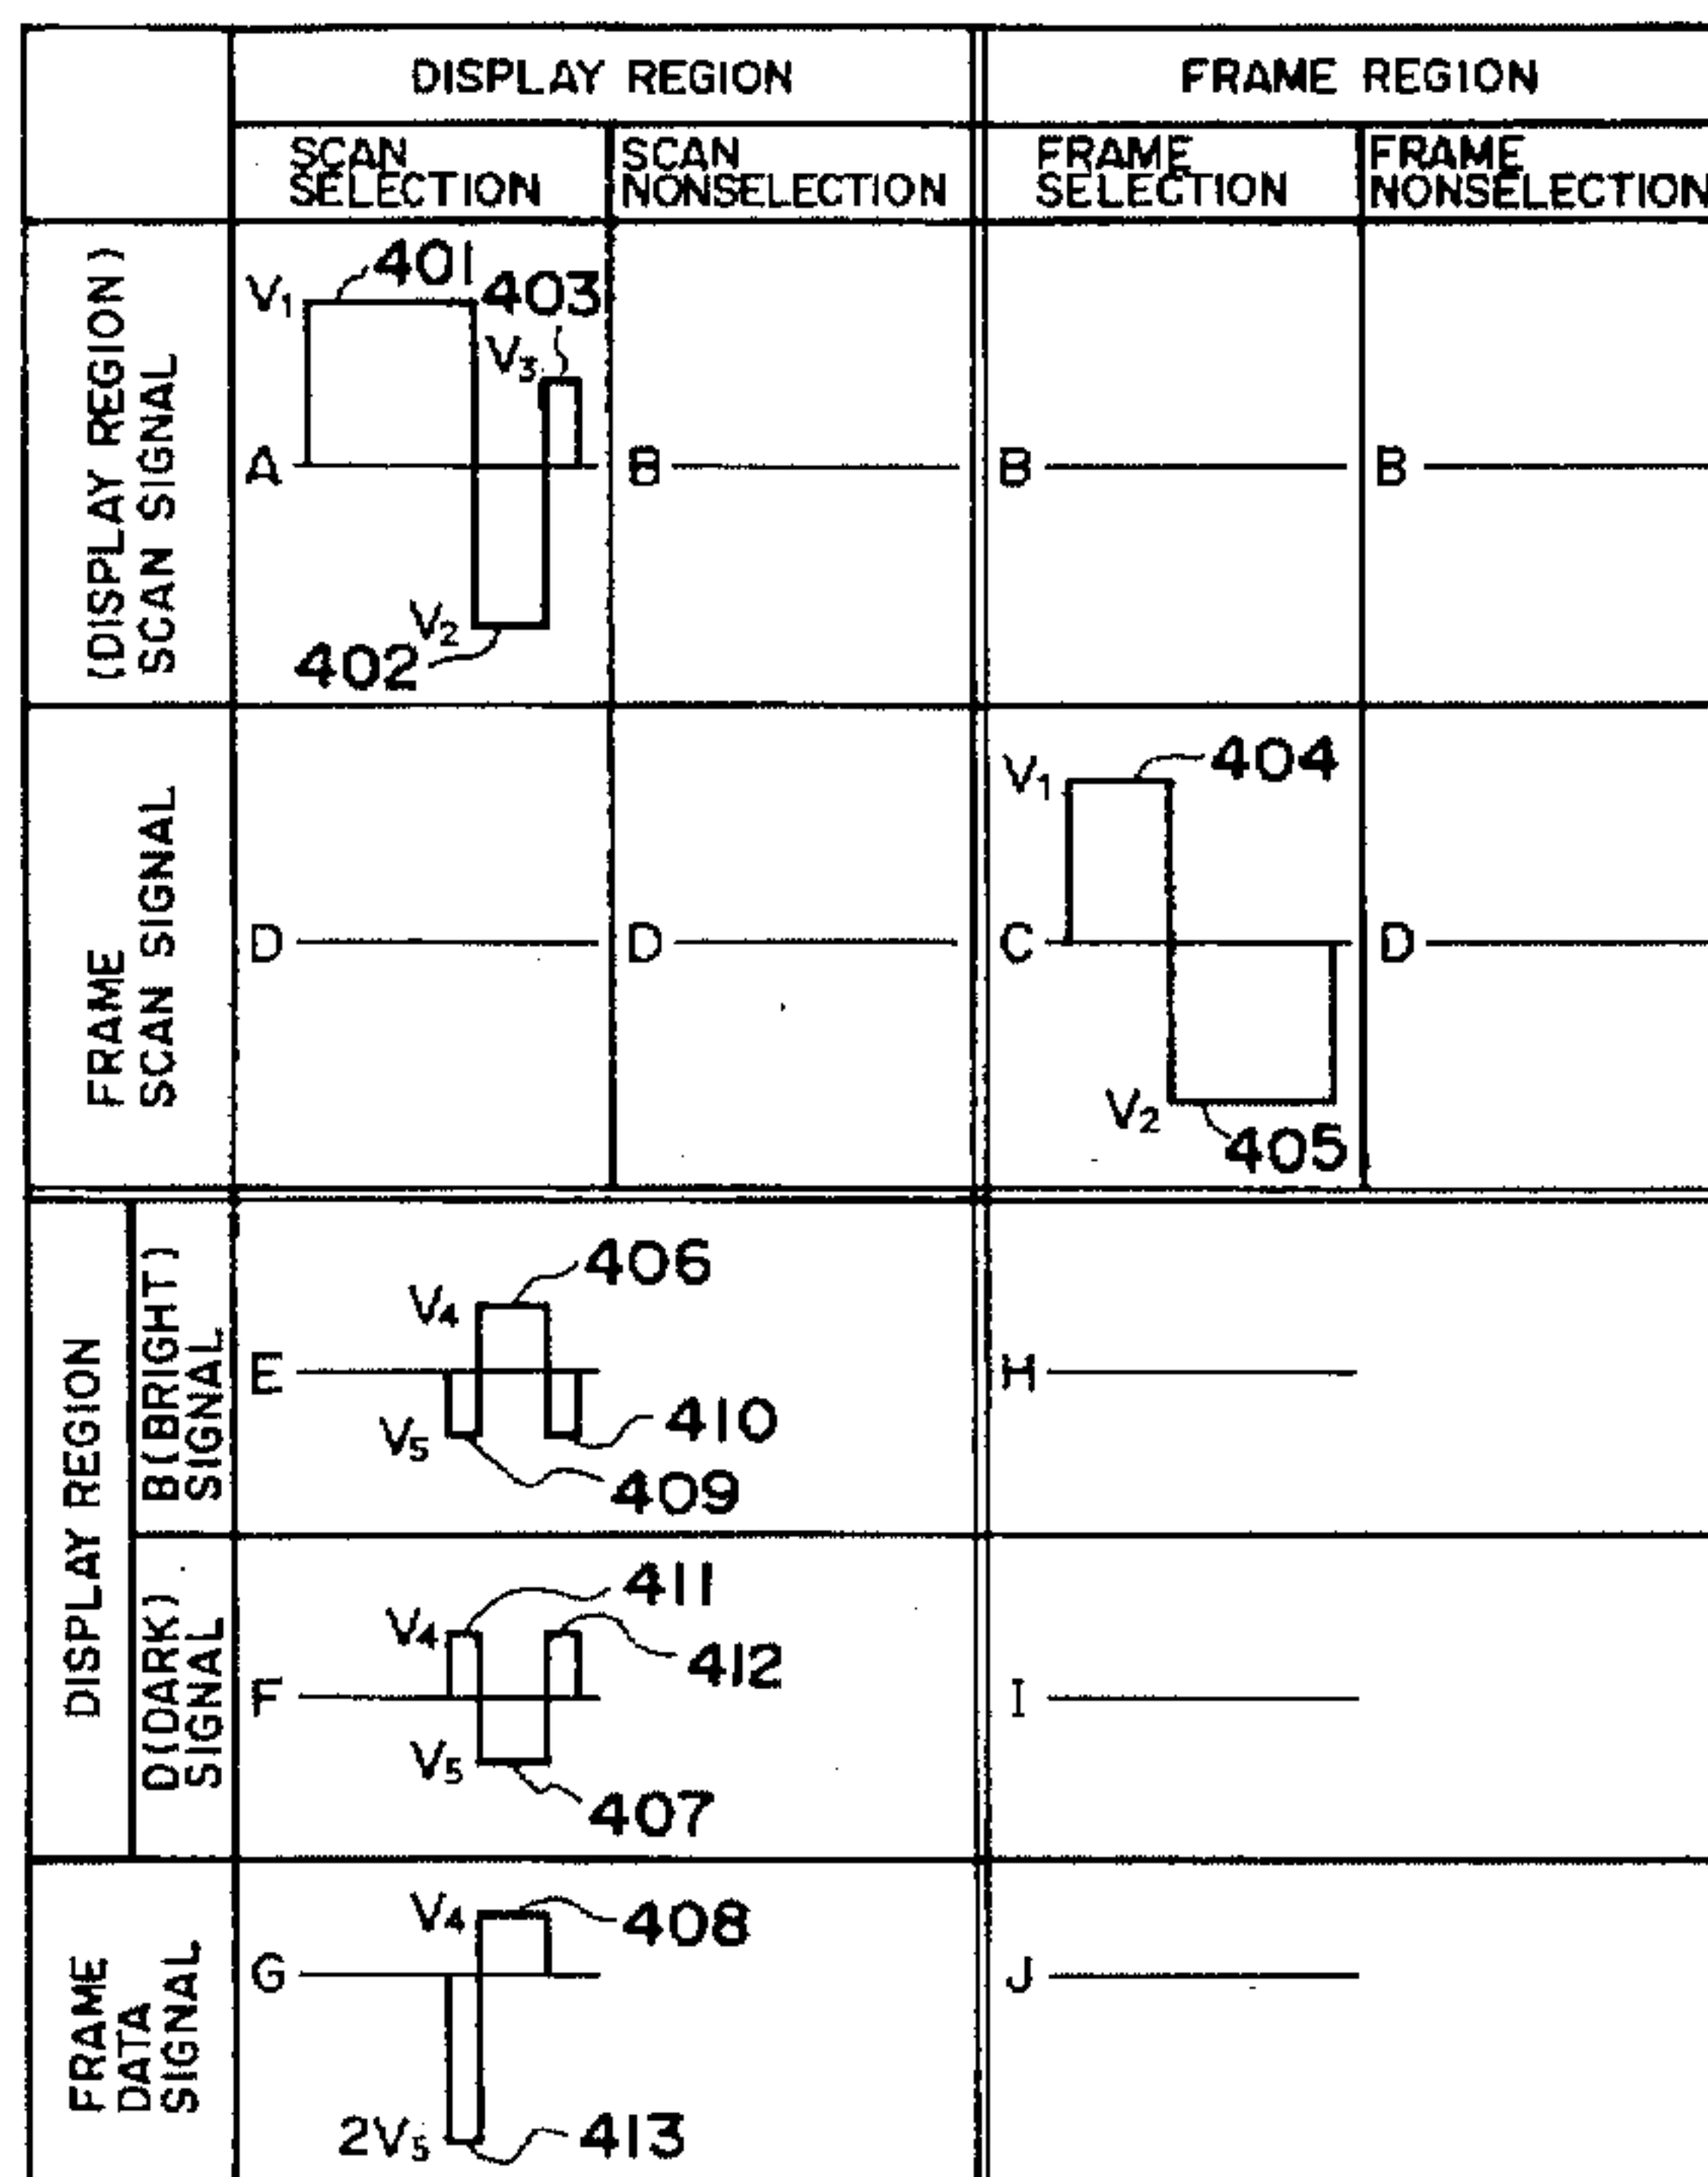 DISPLAY REGION
FRAME REGION
SCAN
SELECTION
SCAN
NONSELECTION
FRAME
SELECTION
FRAME
NONSELECTION
(DISPLAY REGION)
SCAN SIGNAL
V1
401
403
V3
A
V2
402
B
B
B
FRAME
SCAN SIGNAL
D
D
V1
404
C
V2
405
D
DISPLAY REGION
B(BRIGHT)
SIGNAL
406
V4
E
V5
410
409
H
D(DARK)
SIGNAL
411
V4
412
F
V5
407
I
FRAME
DATA
SIGNAL
V4
408
G
2V5
413
J